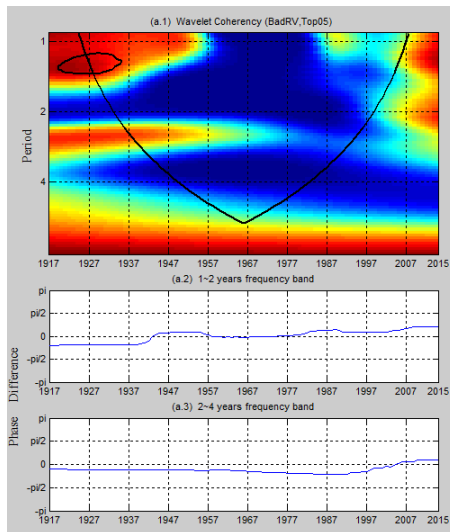 (a.1) Wavelet Coherency (BadRV,Top05)
Period
1
2
4
1917 1927 1937 1947 1957 1967 1977 1987 1997 2007 2015
(a.2) 1~2 years frequency band
pi
pi/2
0
-pi/2
-pi
1917 1927 1937 1947 1957 1967 1977 1987 1997 2007 2015
Phase Difference
(a.3) 2~4 years frequency band
pi
pi/2
0
-pi/2
-pi
1917 1927 1937 1947 1957 1967 1977 1987 1997 2007 2015